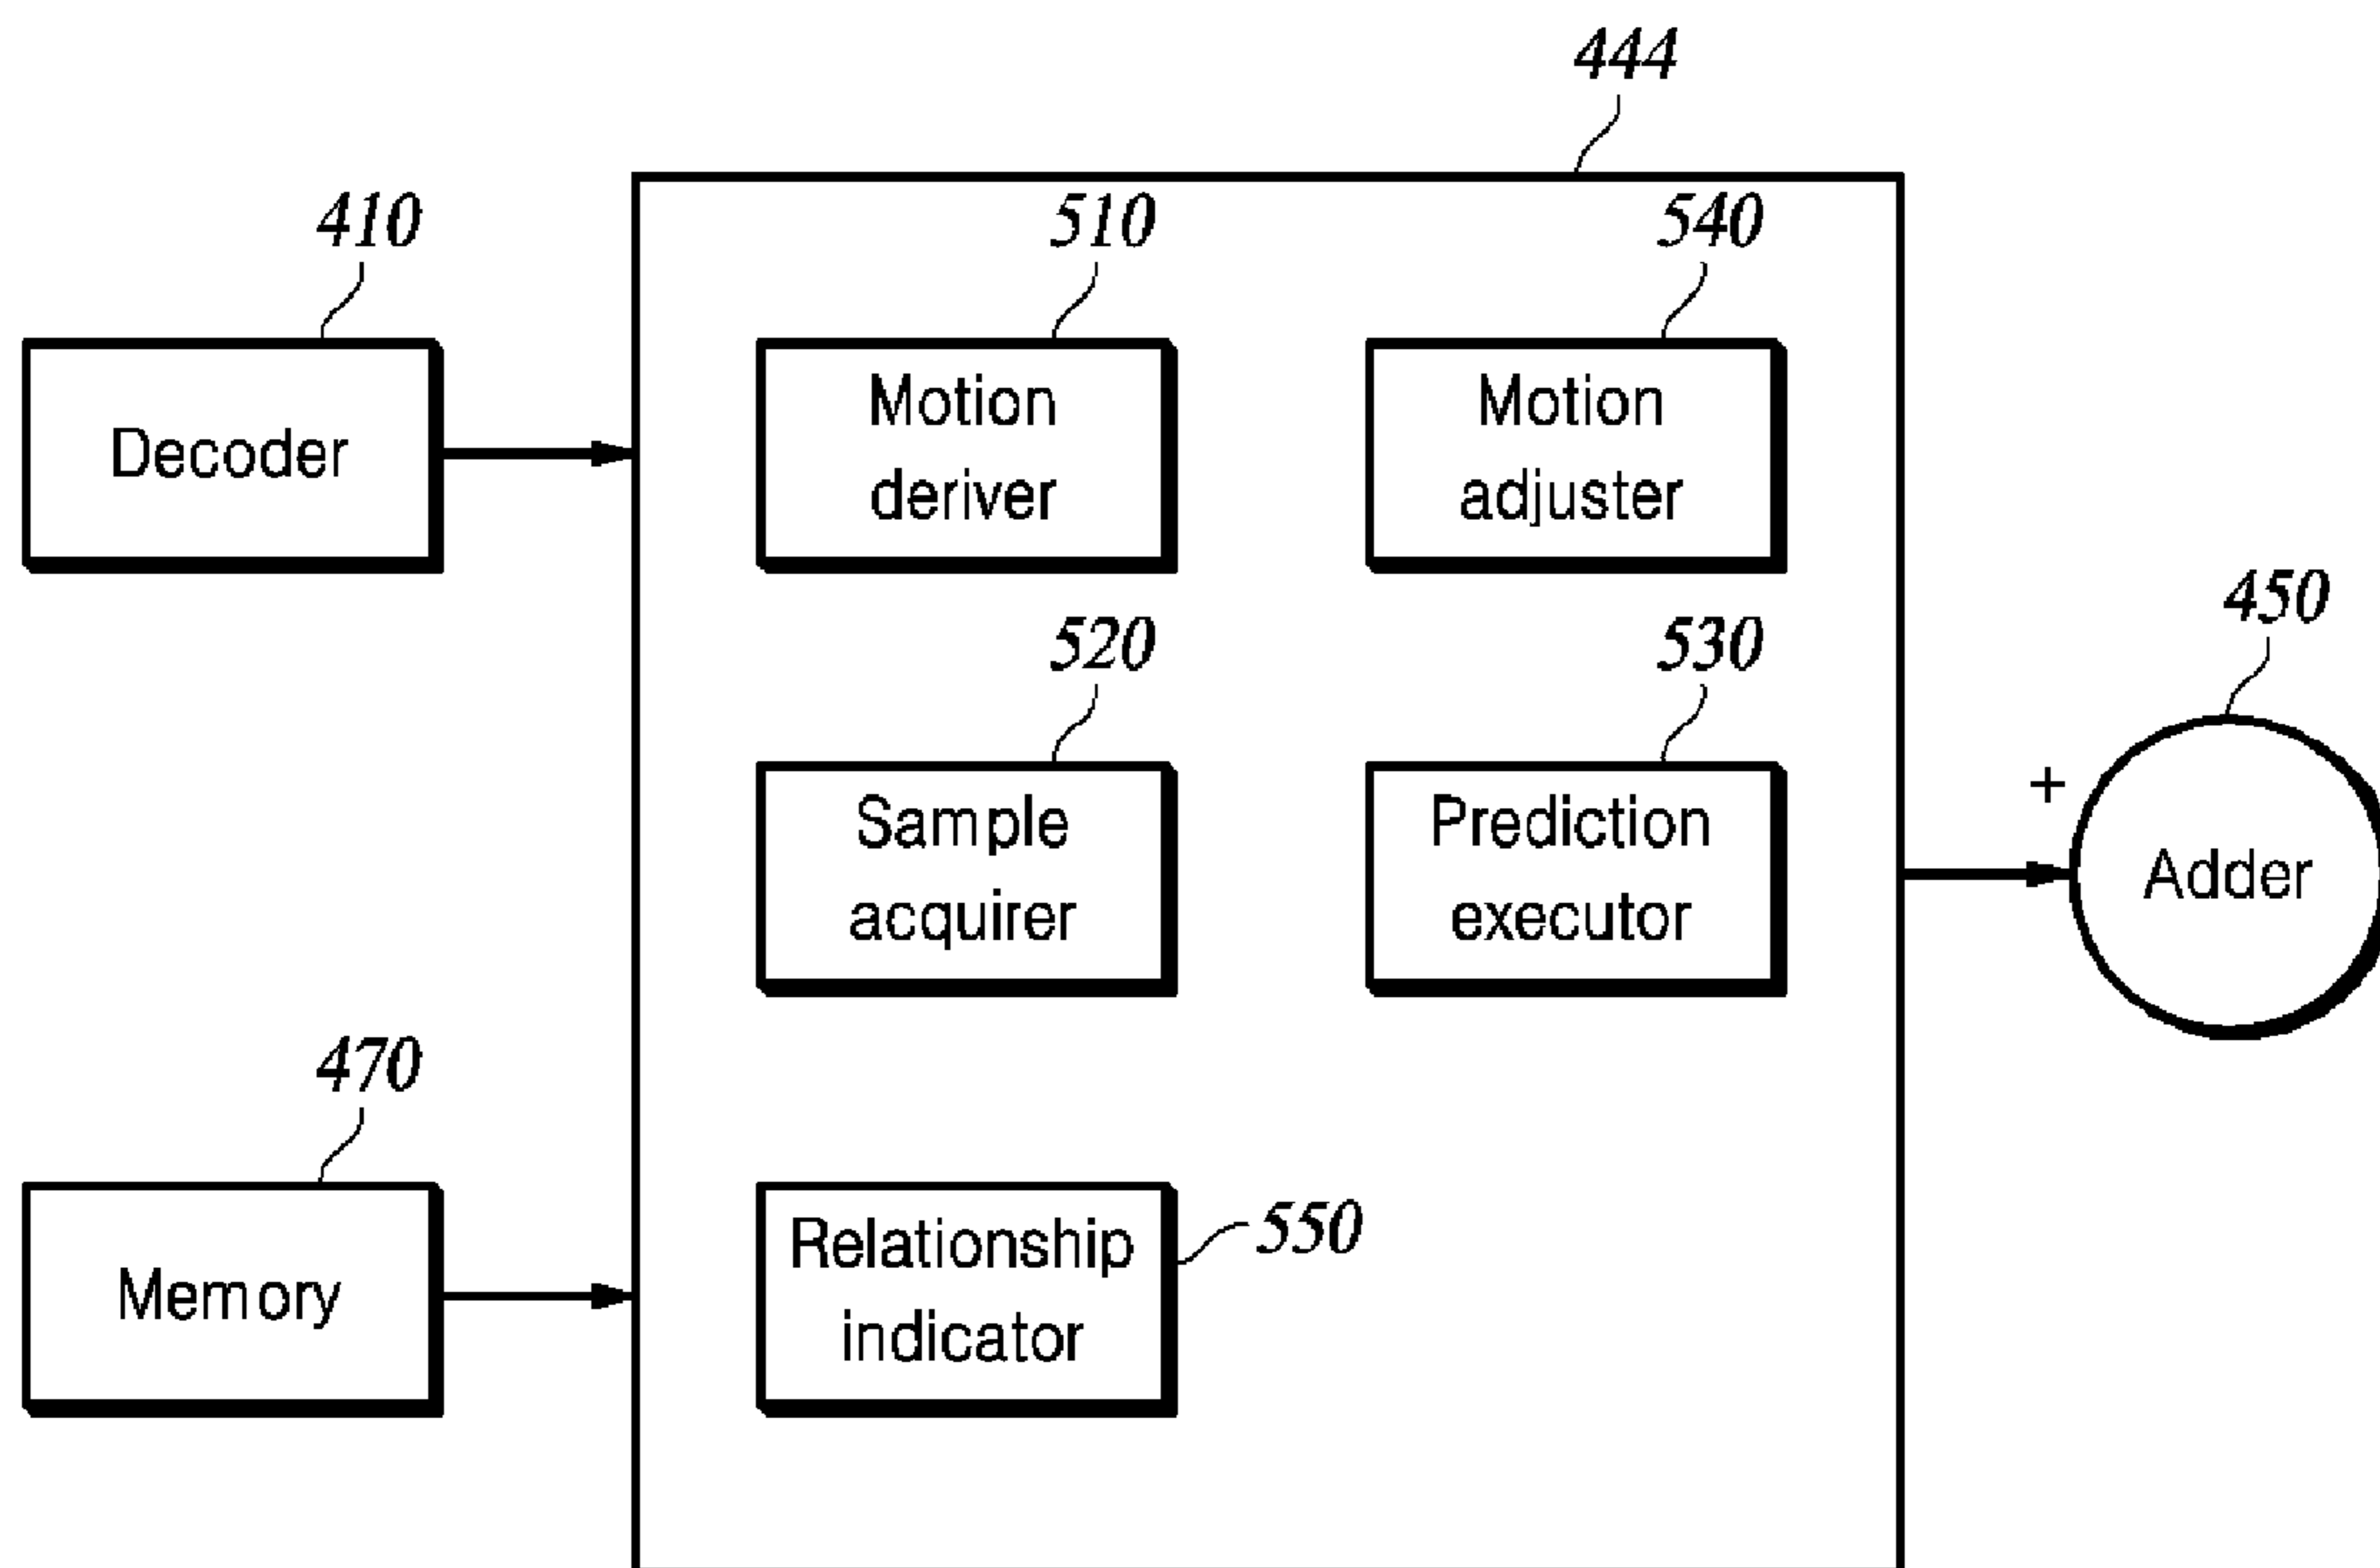 444
410
510
540
Decoder
Motion
deriver
Motion
adjuster
520
530
450
Sample
acquirer
Prediction
executor
+
Adder
470
550
Memory
Relationship
indicator